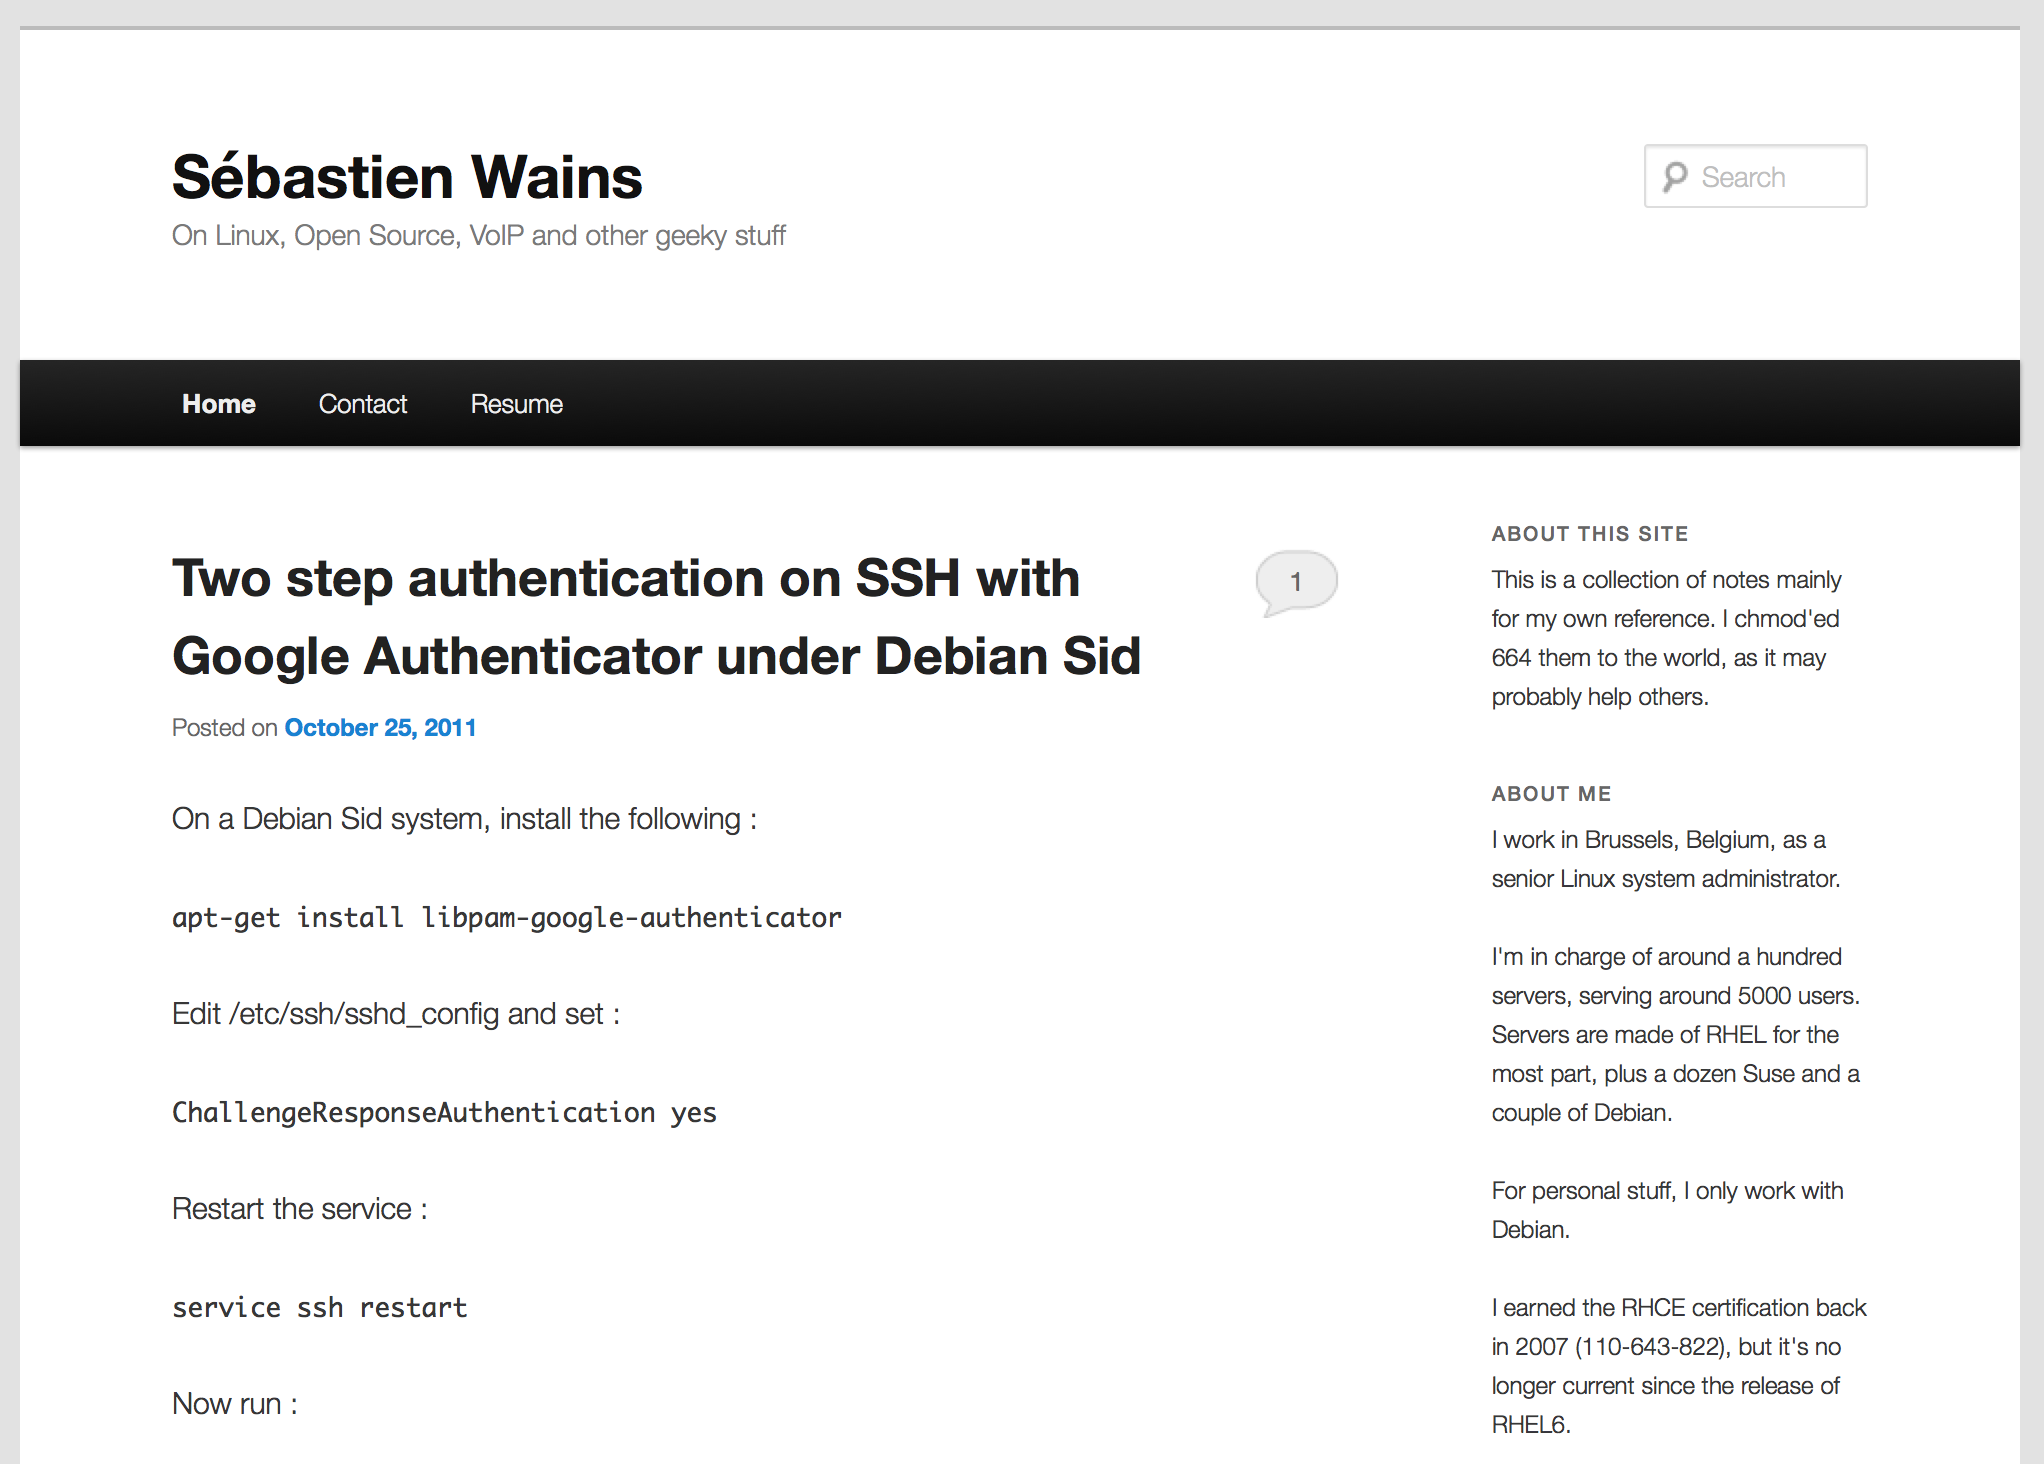 Sébastien Wains
On Linux, Open Source, VoIP and other geeky stuff
Search
Home
Contact
Resume
Two step authentication on SSH with
Google Authenticator under Debian Sid
1
Posted on October 25, 2011
On a Debian Sid system, install the following :
apt-get install libpam-google-authenticator
Edit /etc/ssh/sshd_config and set :
ChallengeResponseAuthentication yes
Restart the service :
service ssh restart
Now run :
ABOUT THIS SITE
This is a collection of notes mainly
for my own reference. I chmod'ed
664 them to the world, as it may
probably help others.
ABOUT ME
I work in Brussels, Belgium, as a
senior Linux system administrator.
I'm in charge of around a hundred
servers, serving around 5000 users.
Servers are made of RHEL for the
most part, plus a dozen Suse and a
couple of Debian.
For personal stuff, I only work with
Debian.
I earned the RHCE certification back
in 2007 (110-643-822), but it's no
longer current since the release of
RHEL6.